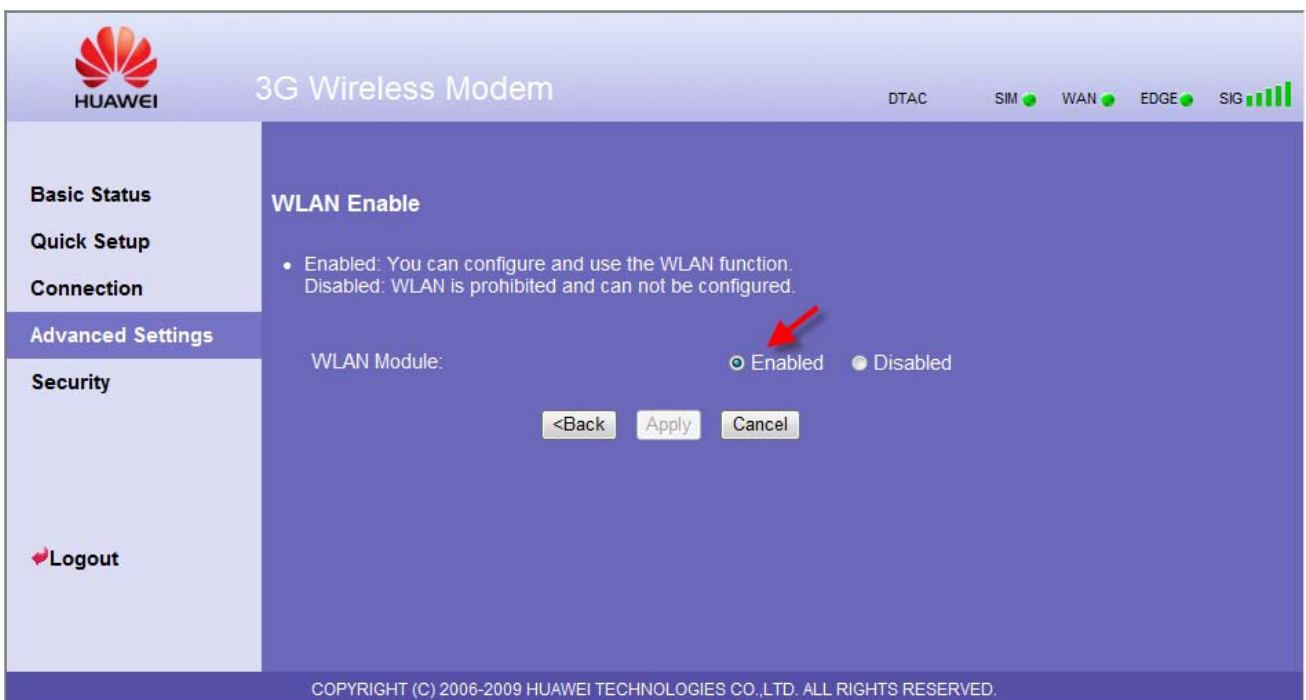 HUAWEI
3G Wireless Modem
DTAC SIM WAN EDGE SIG
Basic Status
Quick Setup
Connection
Advanced Settings
Security
Logout
WLAN Enable
• Enabled: You can configure and use the WLAN function.
Disabled: WLAN is prohibited and can not be configured.
WLAN Module: Enabled Disabled
<Back Apply Cancel
COPYRIGHT (C) 2006-2009 HUAWEI TECHNOLOGIES CO.,LTD. ALL RIGHTS RESERVED.